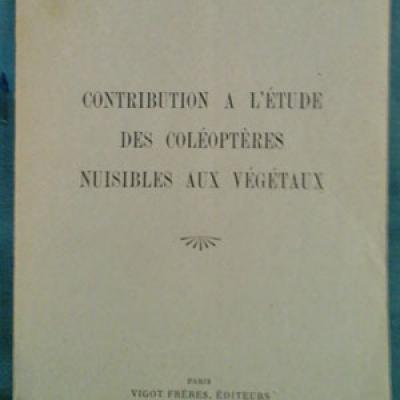 CONTRIBUTION A L'ÉTUDE
DES COLÉOPTÈRES
NUISIBLES AUX VÉGÉTAUX
PARIS
VIGOT FRÈRES, ÉDITEURS